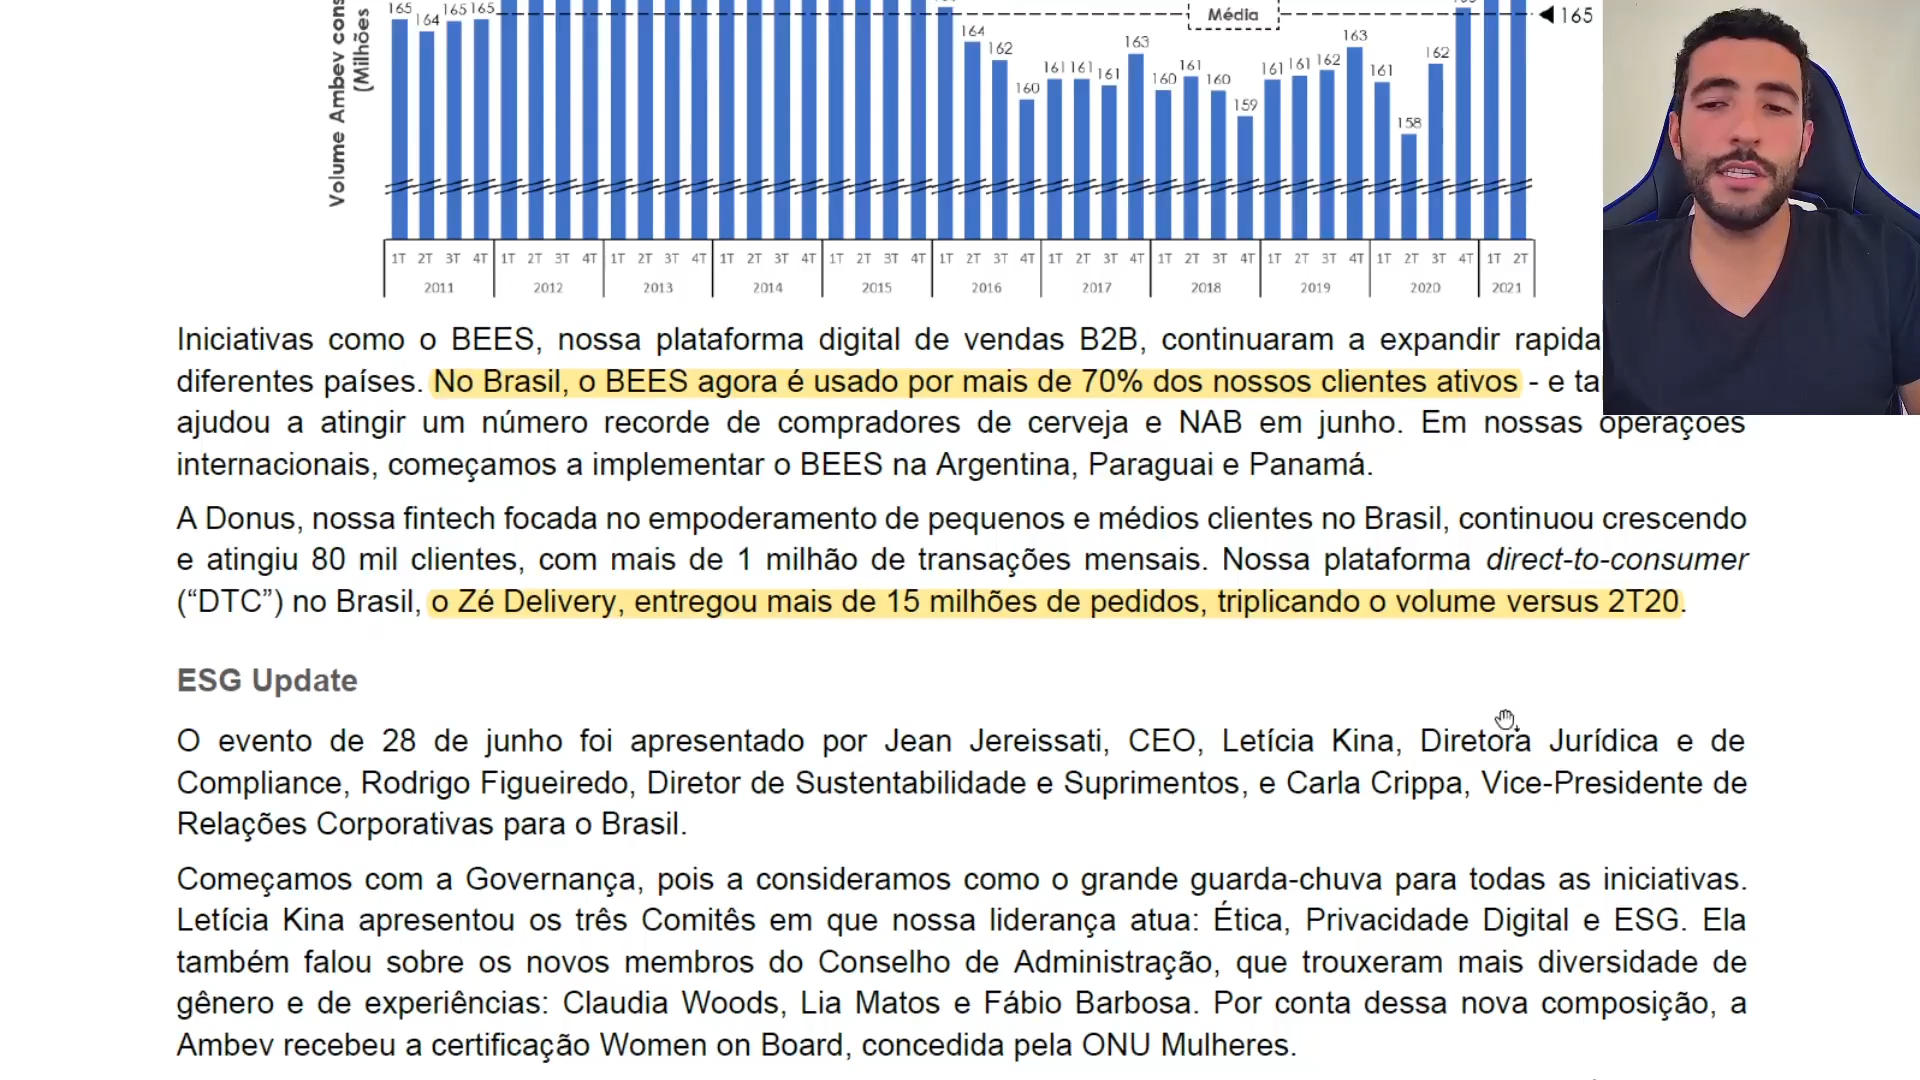 Volume Ambev cons
(Milhões
165 164 165 165
164 162 160 161 161 161 163 160 161 160 159 161 161 162 163 161 158 162
Média
165
1T 2T 3T 4T 1T 2T 3T 4T 1T 2T 3T 4T 1T 2T 3T 4T 1T 2T 3T 4T 1T 2T 3T 4T 1T 2T 3T 4T 1T 2T 3T 4T 1T 2T 3T 4T 1T 2T 3T 4T 1T 2T
2011 2012 2013 2014 2015 2016 2017 2018 2019 2020 2021
Iniciativas como o BEES, nossa plataforma digital de vendas B2B, continuaram a expandir rapida
diferentes países. No Brasil, o BEES agora é usado por mais de 70% dos nossos clientes ativos - e ta
ajudou a atingir um número recorde de compradores de cerveja e NAB em junho. Em nossas operações
internacionais, começamos a implementar o BEES na Argentina, Paraguai e Panamá.
A Donus, nossa fintech focada no empoderamento de pequenos e médios clientes no Brasil, continuou crescendo
e atingiu 80 mil clientes, com mais de 1 milhão de transações mensais. Nossa plataforma direct-to-consumer
(“DTC”) no Brasil, o Zé Delivery, entregou mais de 15 milhões de pedidos, triplicando o volume versus 2T20.
ESG Update
O evento de 28 de junho foi apresentado por Jean Jereissati, CEO, Letícia Kina, Diretora Jurídica e de
Compliance, Rodrigo Figueiredo, Diretor de Sustentabilidade e Suprimentos, e Carla Crippa, Vice-Presidente de
Relações Corporativas para o Brasil.
Começamos com a Governança, pois a consideramos como o grande guarda-chuva para todas as iniciativas.
Letícia Kina apresentou os três Comitês em que nossa liderança atua: Ética, Privacidade Digital e ESG. Ela
também falou sobre os novos membros do Conselho de Administração, que trouxeram mais diversidade de
gênero e de experiências: Claudia Woods, Lia Matos e Fábio Barbosa. Por conta dessa nova composição, a
Ambev recebeu a certificação Women on Board, concedida pela ONU Mulheres.